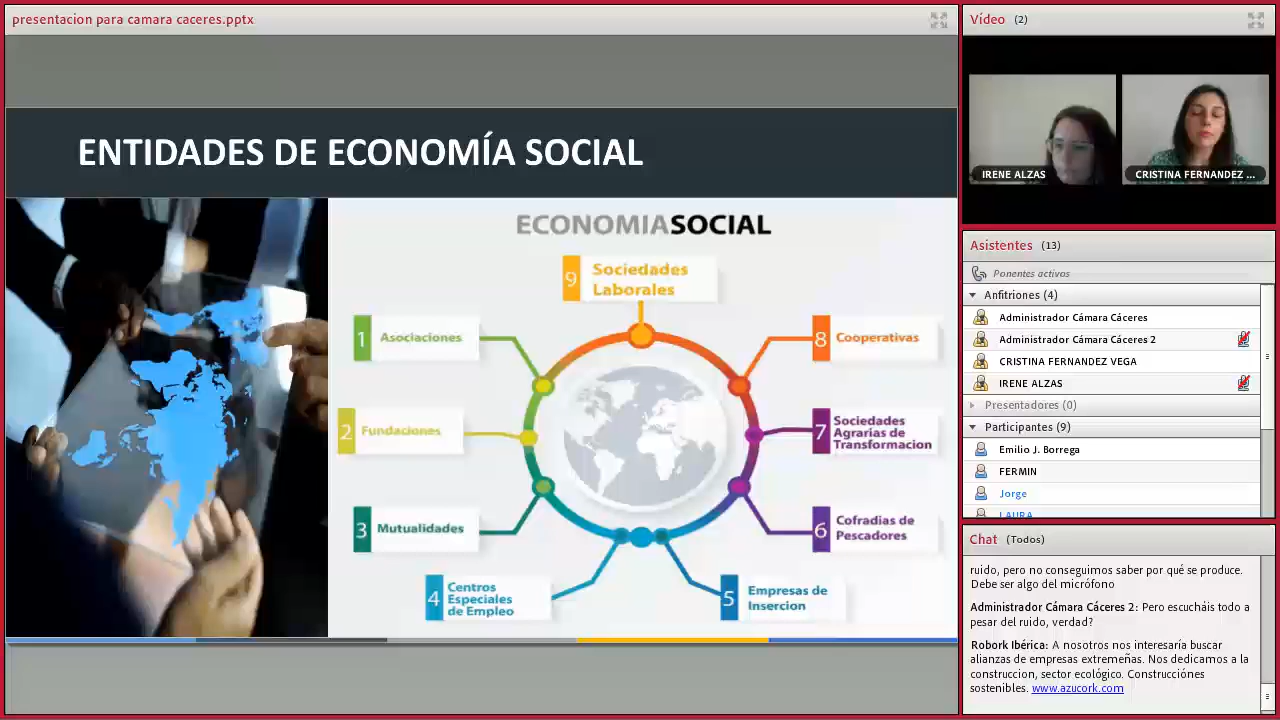 presentacion para camara caceres.pptx
ENTIDADES DE ECONOMÍA SOCIAL
ECONOMIASOCIAL
9 Sociedades
Laborales
1 Asociaciones
8 Cooperativas
2 Fundaciones
7 Sociedades
Agrarias de
Transformacion
3 Mutualidades
6 Cofradias de
Pescadores
4 Centros
Especiales
de Empleo
5 Empresas de
Insercion
Vídeo (2)
IRENE ALZAS
CRISTINA FERNANDEZ ...
Asistentes (13)
Ponentes activos
Anfitriones (4)
Administrador Cámara Cáceres
Administrador Cámara Cáceres 2
CRISTINA FERNANDEZ VEGA
IRENE ALZAS
Presentadores (0)
Participantes (9)
Emilio J. Borrega
FERMIN
Jorge
LAURA
Chat (Todos)
ruido, pero no conseguimos saber por qué se produce.
Debe ser algo del micrófono
Administrador Cámara Cáceres 2: Pero escucháis todo a
pesar del ruido, verdad?
Robork Ibérica: A nosotros nos interesaría buscar
alianzas de empresas extremeñas. Nos dedicamos a la
construccion, sector ecológico. Construcciónes
sostenibles. www.azucork.com